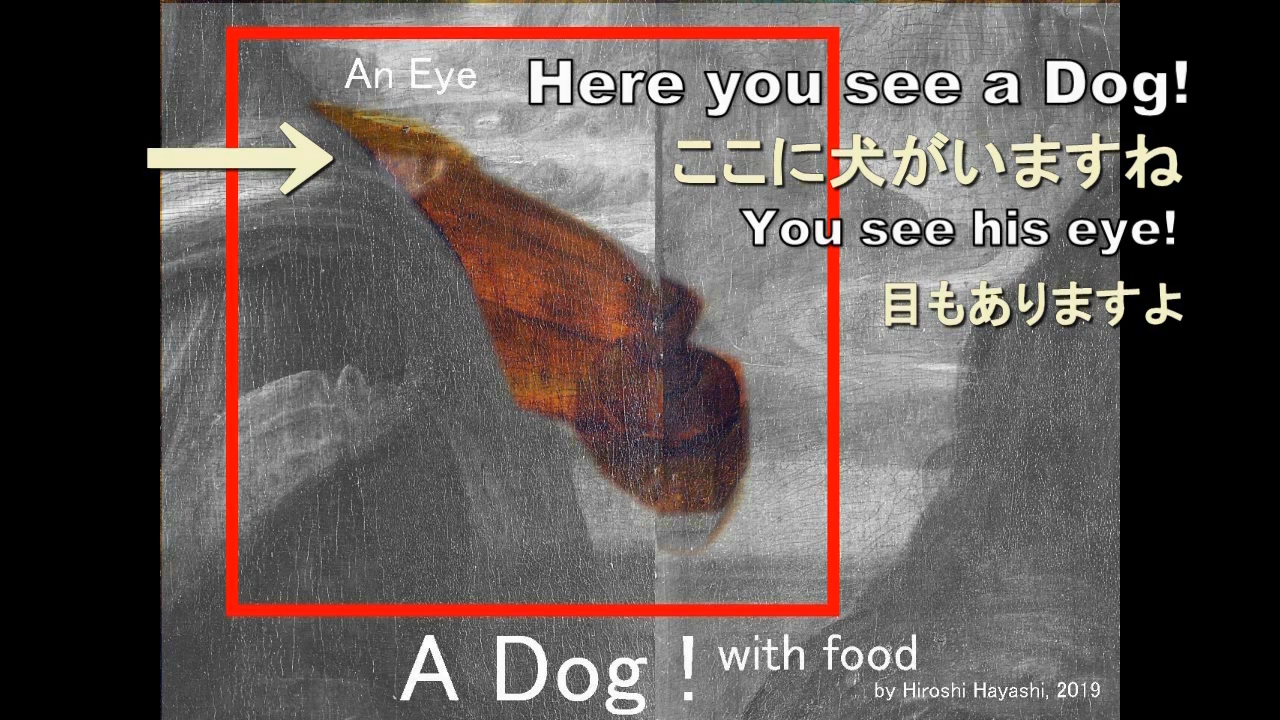 An Eye
Here you see a Dog!
ここに犬がいますね
You see his eye!
目もありますよ
A Dog ! with food
by Hiroshi Hayashi, 2019